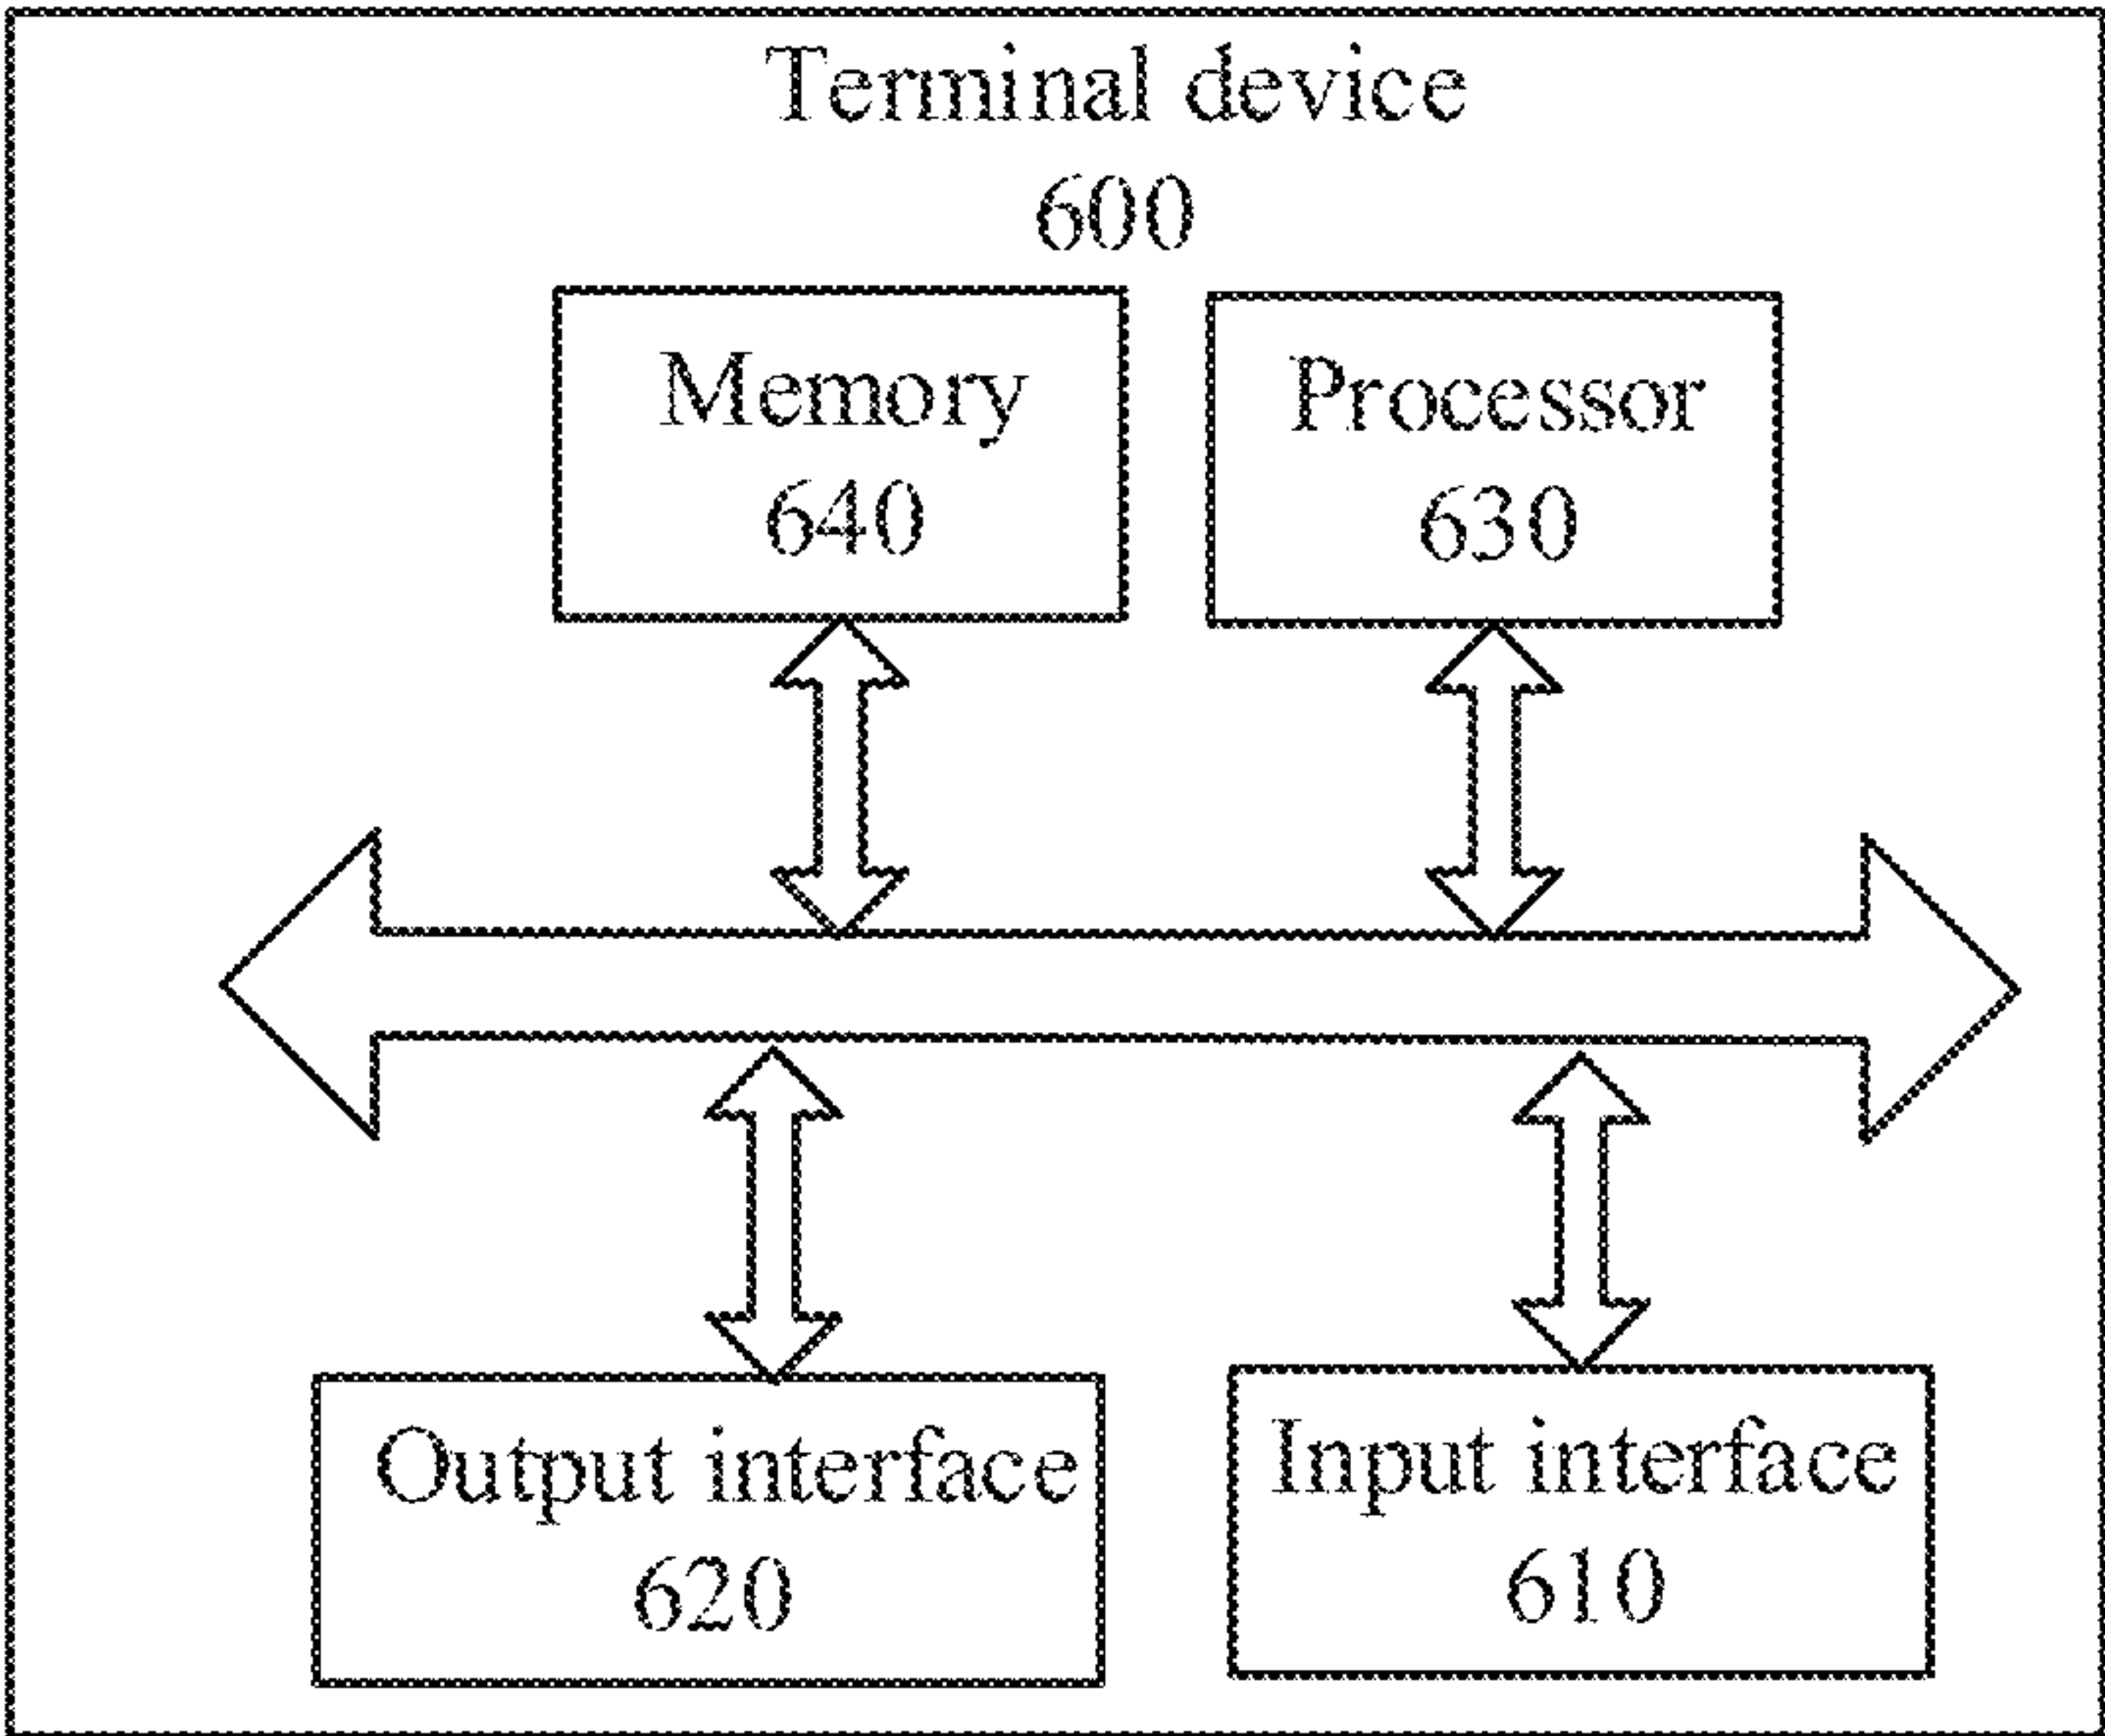 Terminal device
600
Memory
640
Processor
630
Output interface
620
Input interface
610